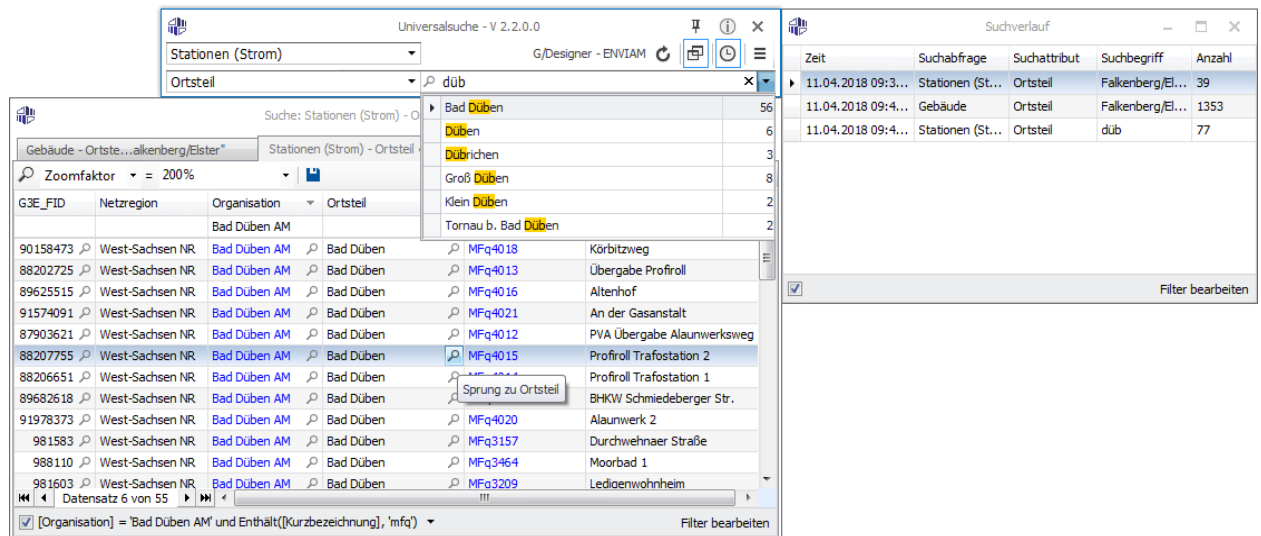 Universalsuche - V 2.2.0.0
Stationen (Strom)
G/Designer - ENVIAM
Ortsteil
düb
Bad Düben 56
Düben 6
Dübrichen 3
Groß Düben 8
Klein Düben 2
Tornau b. Bad Düben 2
Suche: Stationen (Strom) - O
Gebäude - Ortste...alkenberg/Elster"
Stationen (Strom) - Ortsteil
Zoomfaktor = 200%
G3E_FID Netzregion Organisation Ortsteil
Bad Düben AM
90158473 West-Sachsen NR Bad Düben AM Bad Düben MFq4018 Körbitzweg
88202725 West-Sachsen NR Bad Düben AM Bad Düben MFq4013 Übergabe Profiroll
89625515 West-Sachsen NR Bad Düben AM Bad Düben MFq4016 Altenhof
91574091 West-Sachsen NR Bad Düben AM Bad Düben MFq4021 An der Gasanstalt
87903621 West-Sachsen NR Bad Düben AM Bad Düben MFq4012 PVA Übergabe Alaunwerksweg
88207755 West-Sachsen NR Bad Düben AM Bad Düben MFq4015 Profiroll Trafostation 2
88206651 West-Sachsen NR Bad Düben AM Bad Düben Profiroll Trafostation 1
Sprung zu Ortsteil
89682618 West-Sachsen NR Bad Düben AM Bad Düben BHKW Schmiedeberger Str.
91978373 West-Sachsen NR Bad Düben AM Bad Düben MFq4020 Alaunwerk 2
981583 West-Sachsen NR Bad Düben AM Bad Düben MFq3157 Durchwehnaer Straße
988110 West-Sachsen NR Bad Düben AM Bad Düben MFq3464 Moorbad 1
981603 West-Sachsen NR Bad Düben AM Bad Düben MFq3209 Ledigenwohnheim
Datensatz 6 von 55
[Organisation] = 'Bad Düben AM' und Enthält([Kurzbezeichnung], 'mfq')
Filter bearbeiten
Suchverlauf
Zeit Suchabfrage Suchattribut Suchbegriff Anzahl
11.04.2018 09:3... Stationen (St... Ortsteil Falkenberg/El... 39
11.04.2018 09:4... Gebäude Ortsteil Falkenberg/El... 1353
11.04.2018 09:4... Stationen (St... Ortsteil düb 77
Filter bearbeiten